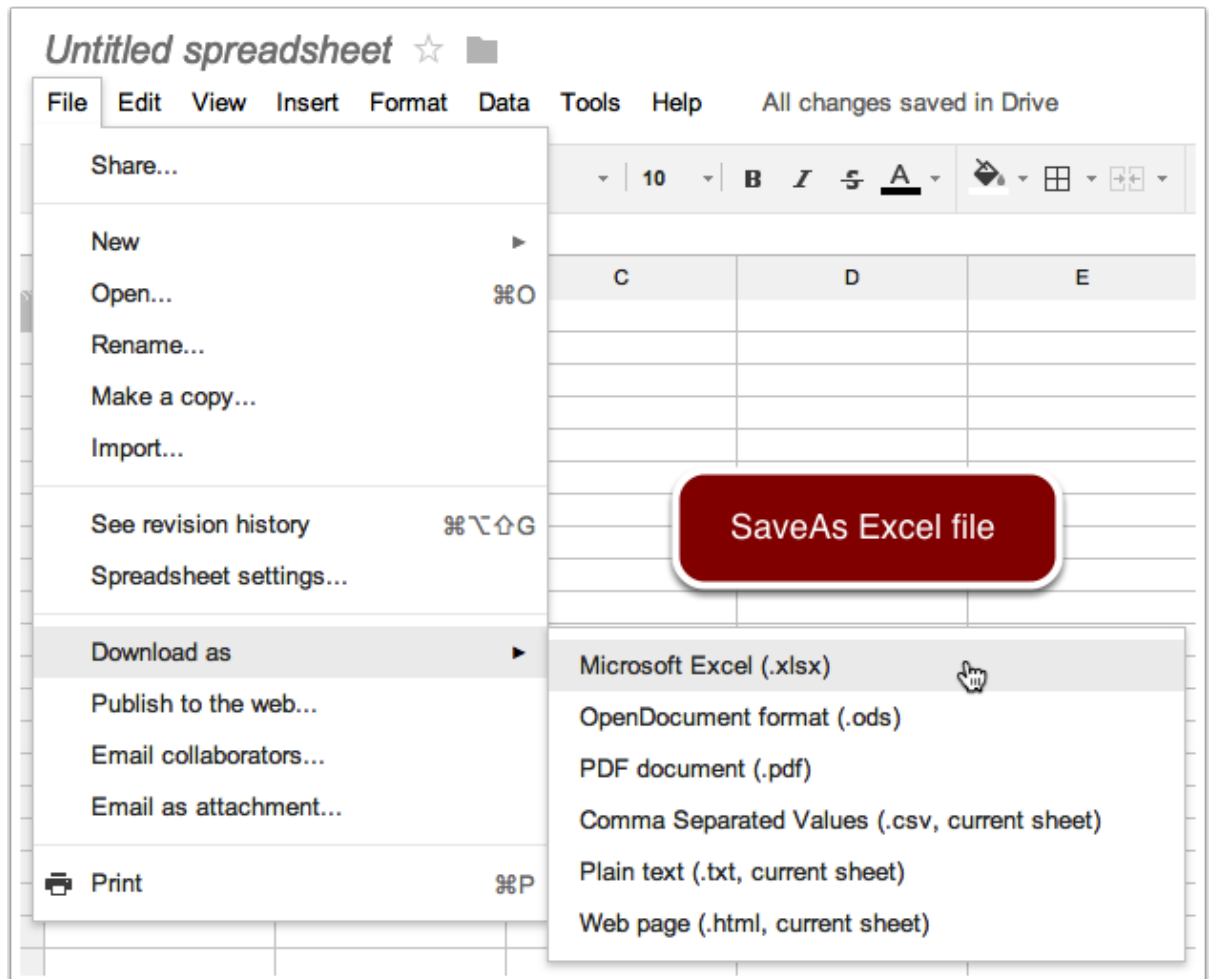 Untitled spreadsheet
File Edit View Insert Format Data Tools Help All changes saved in Drive
Share...
10 B I S A
New
Open... ⌘O
Rename...
Make a copy...
Import...
See revision history ⌘⌥⇧G
Spreadsheet settings...
Download as
Publish to the web...
Email collaborators...
Email as attachment...
Print ⌘P
C D E
SaveAs Excel file
Microsoft Excel (.xlsx)
OpenDocument format (.ods)
PDF document (.pdf)
Comma Separated Values (.csv, current sheet)
Plain text (.txt, current sheet)
Web page (.html, current sheet)